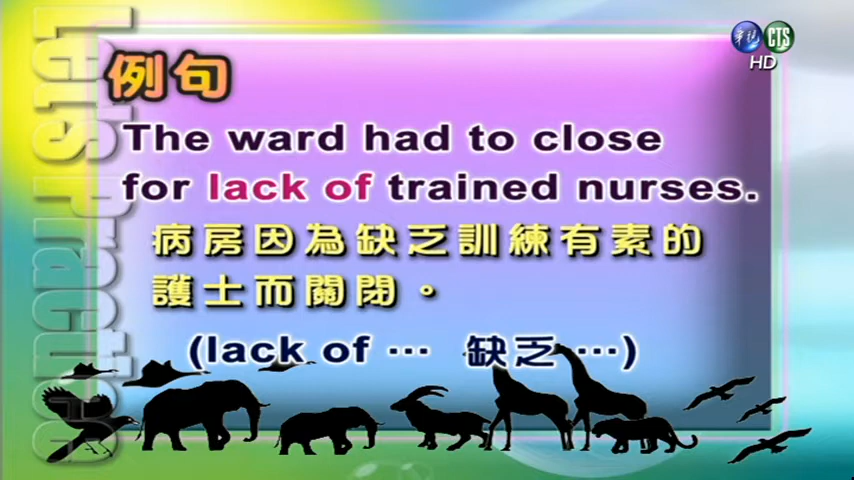 華視 CTS
HD
Let's Practice
例句
The ward had to close
for lack of trained nurses.
病房因為缺乏訓練有素的
護士而關閉。
(lack of … 缺乏 …)